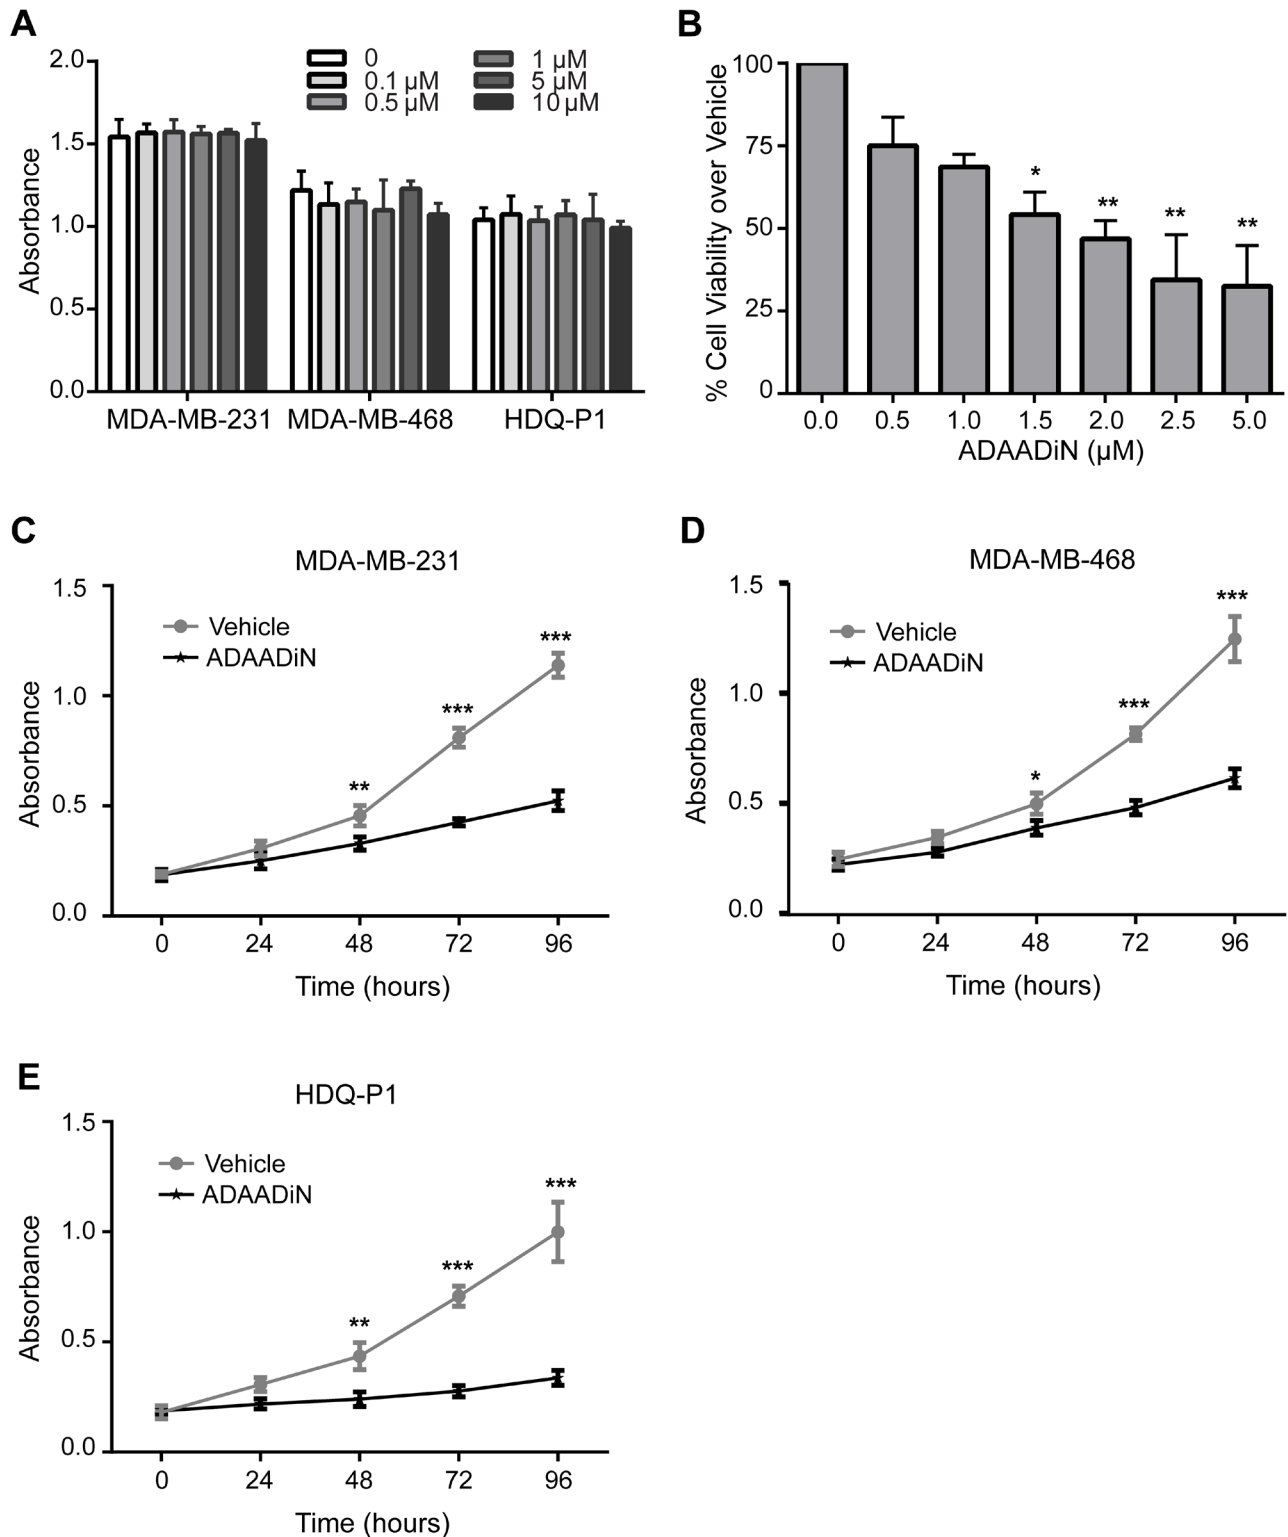 A
2.0
1.5
1.0
0.5
0.0
Absorbance
0
0.1 µM
0.5 µM
1 µM
5 µM
10 µM
MDA-MB-231
MDA-MB-468
HDQ-P1
B
100
75
50
25
0
% Cell Viability over Vehicle
*
**
**
**
0.0
0.5
1.0
1.5
2.0
2.5
5.0
ADAADiN (µM)
C
MDA-MB-231
1.5
1.0
0.5
0.0
Absorbance
Vehicle
ADAADiN
**
***
***
0
24
48
72
96
Time (hours)
D
MDA-MB-468
1.5
1.0
0.5
0.0
Absorbance
Vehicle
ADAADiN
*
***
***
0
24
48
72
96
Time (hours)
E
HDQ-P1
1.5
1.0
0.5
0.0
Absorbance
Vehicle
ADAADiN
**
***
***
0
24
48
72
96
Time (hours)